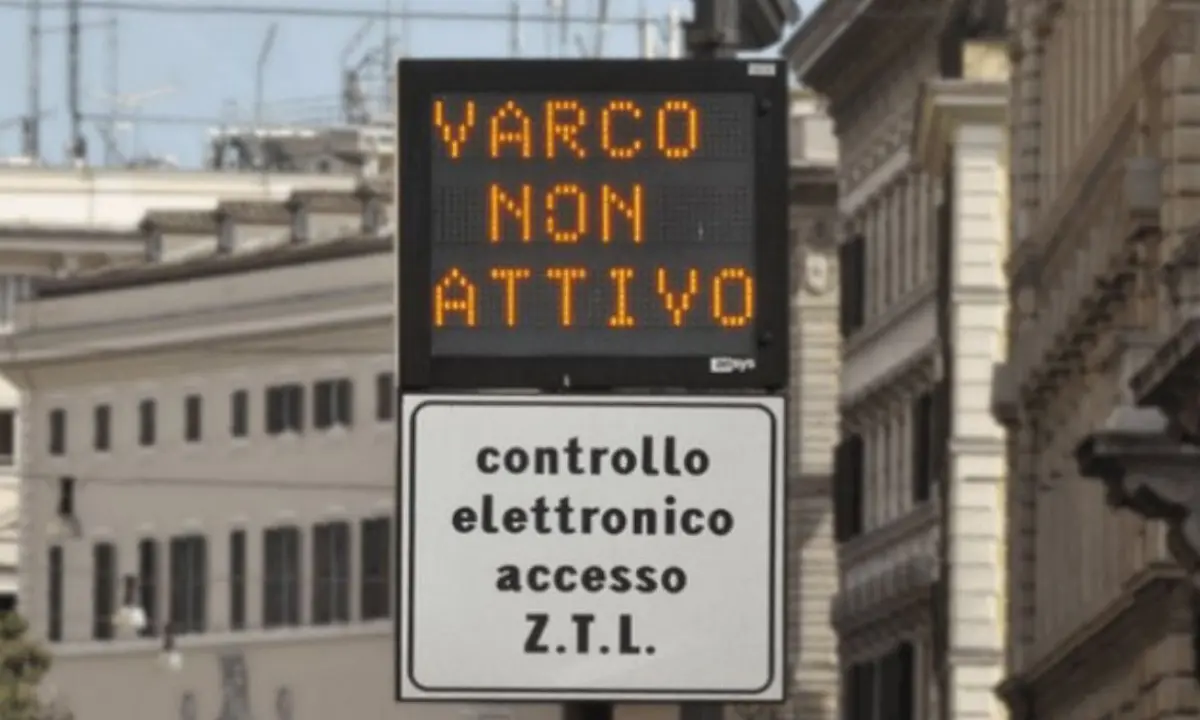 VARCO
NON
ATTIVO
controllo
elettronico
accesso
Z.T.L.